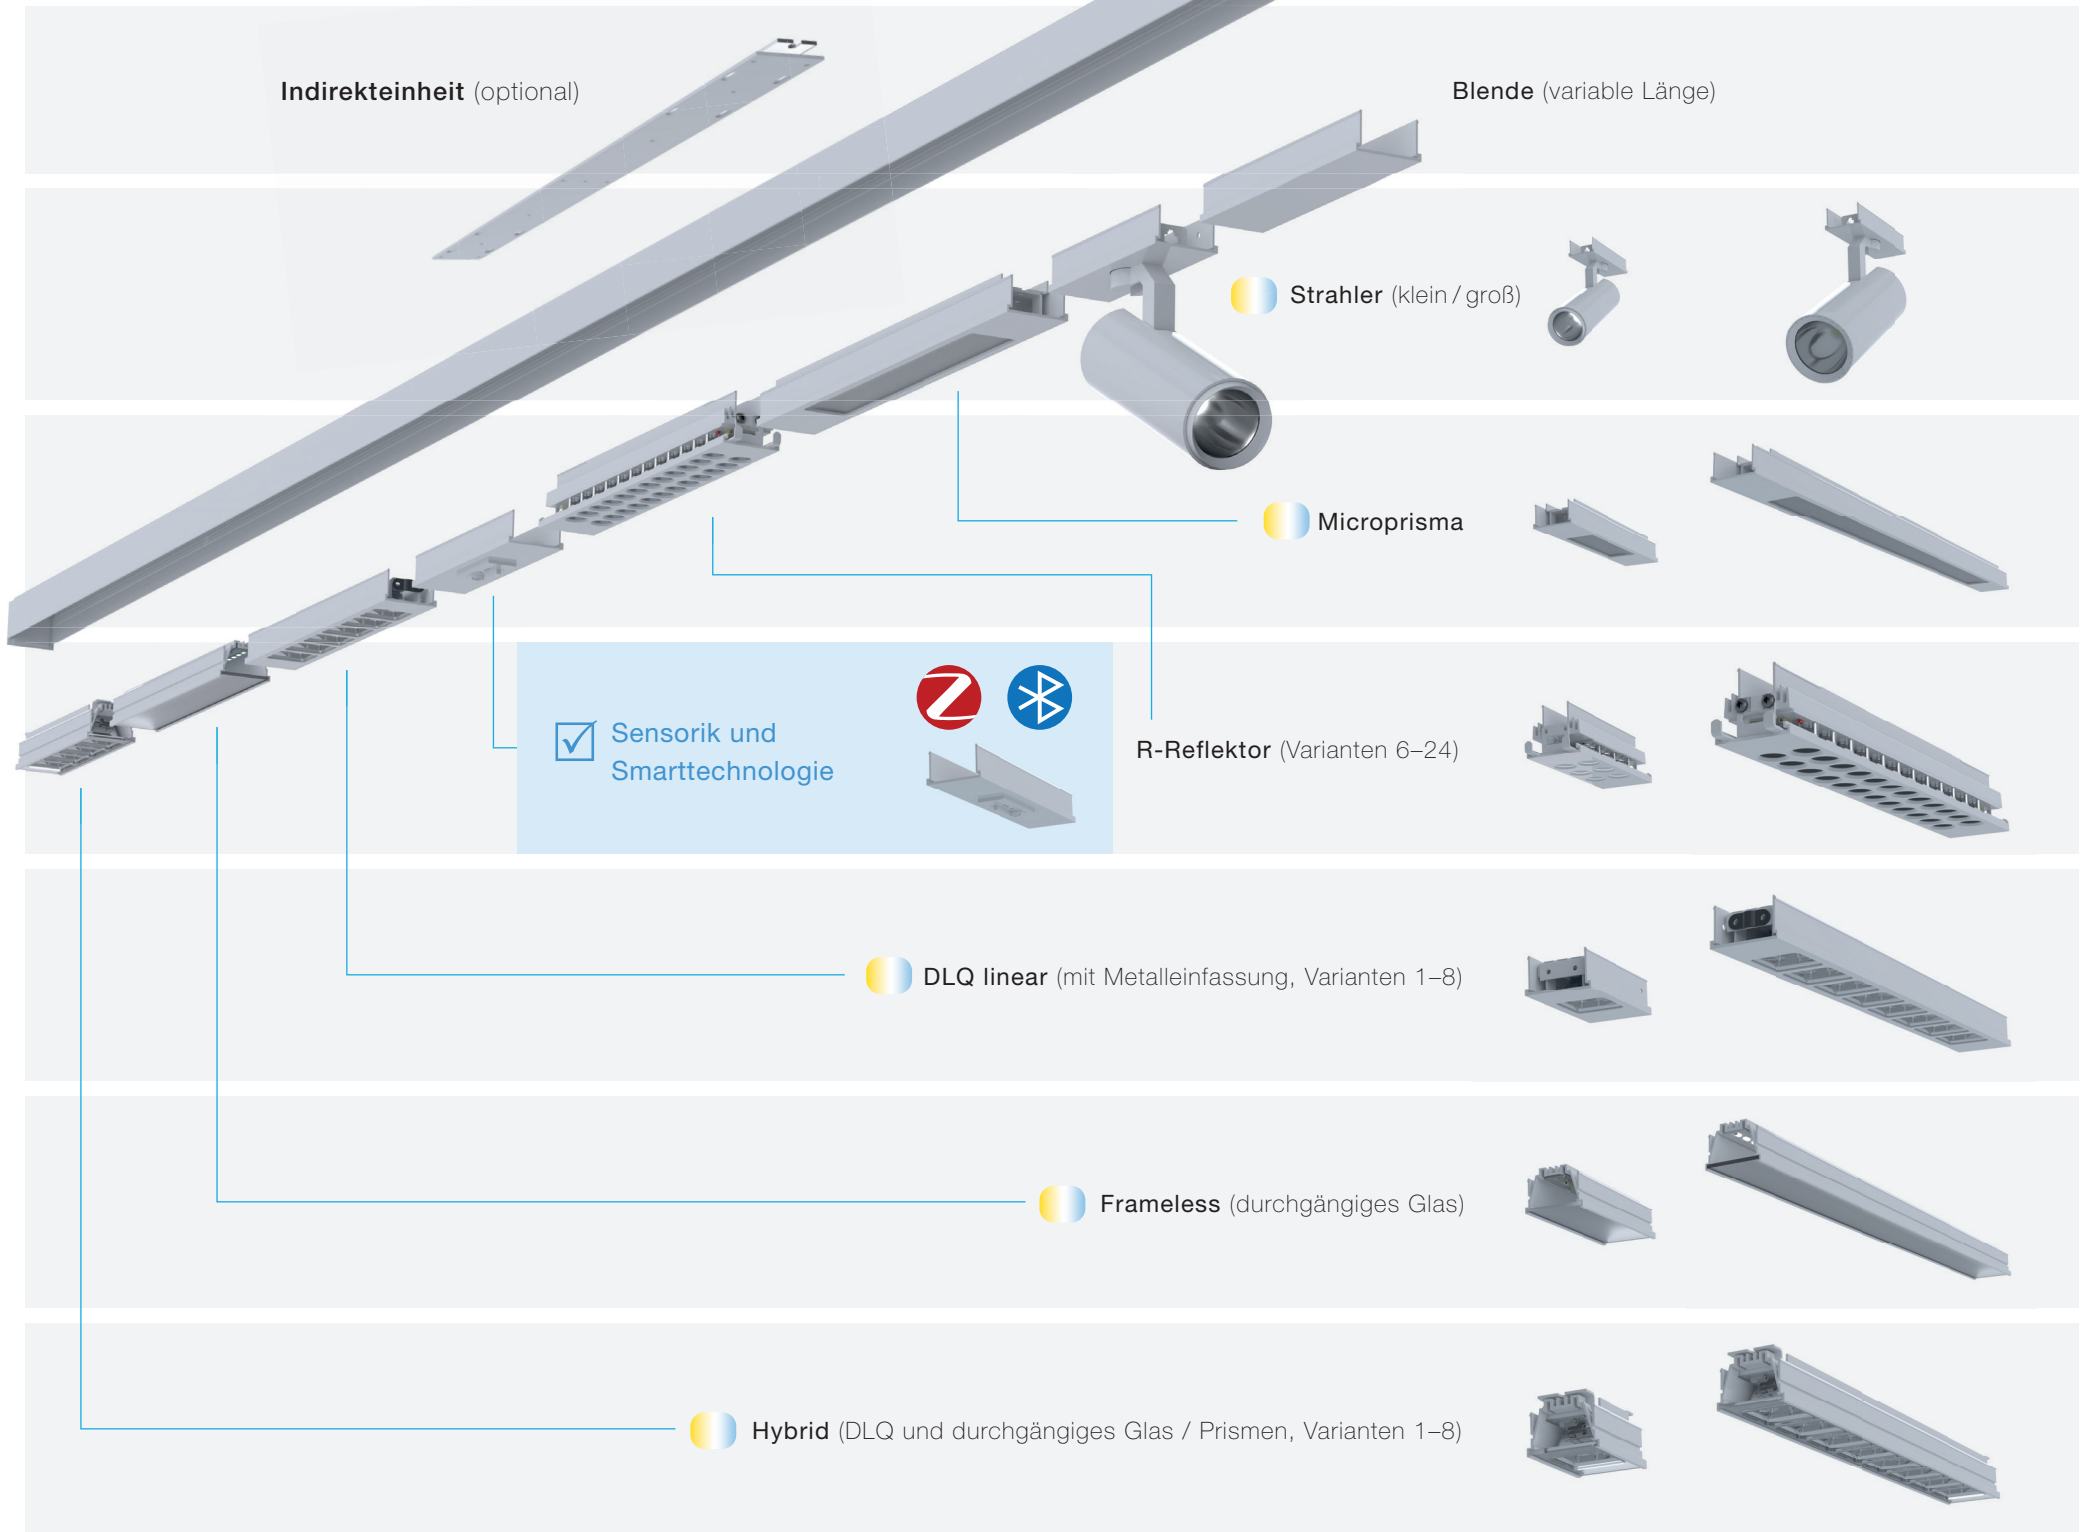 Indirekteinheit (optional)
Blende (variable Länge)
Strahler (klein / groß)
Microprisma
Sensorik und
Smarttechnologie
R-Reflektor (Varianten 6–24)
DLQ linear (mit Metalleinfassung, Varianten 1–8)
Frameless (durchgängiges Glas)
Hybrid (DLQ und durchgängiges Glas / Prismen, Varianten 1–8)